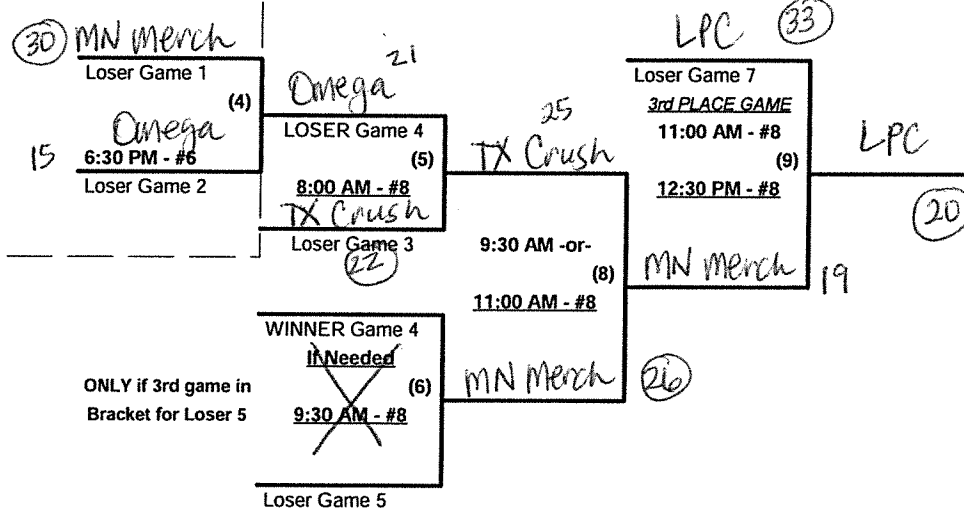 30 MN Merch
Loser Game 1
(4)
15 Omega
6:30 PM - #6
Loser Game 2
Omega 21
LOSER Game 4
(5)
8:00 AM - #8
TX Crush
Loser Game 3
22
WINNER Game 4
If Needed
(6)
9:30 AM - #8
Loser Game 5
ONLY if 3rd game in
Bracket for Loser 5
25
TX Crush
9:30 AM -or-
(8)
11:00 AM - #8
MN Merch 26
LPC 33
Loser Game 7
3rd PLACE GAME
11:00 AM - #8
(9)
12:30 PM - #8
MN Merch 19
LPC
20